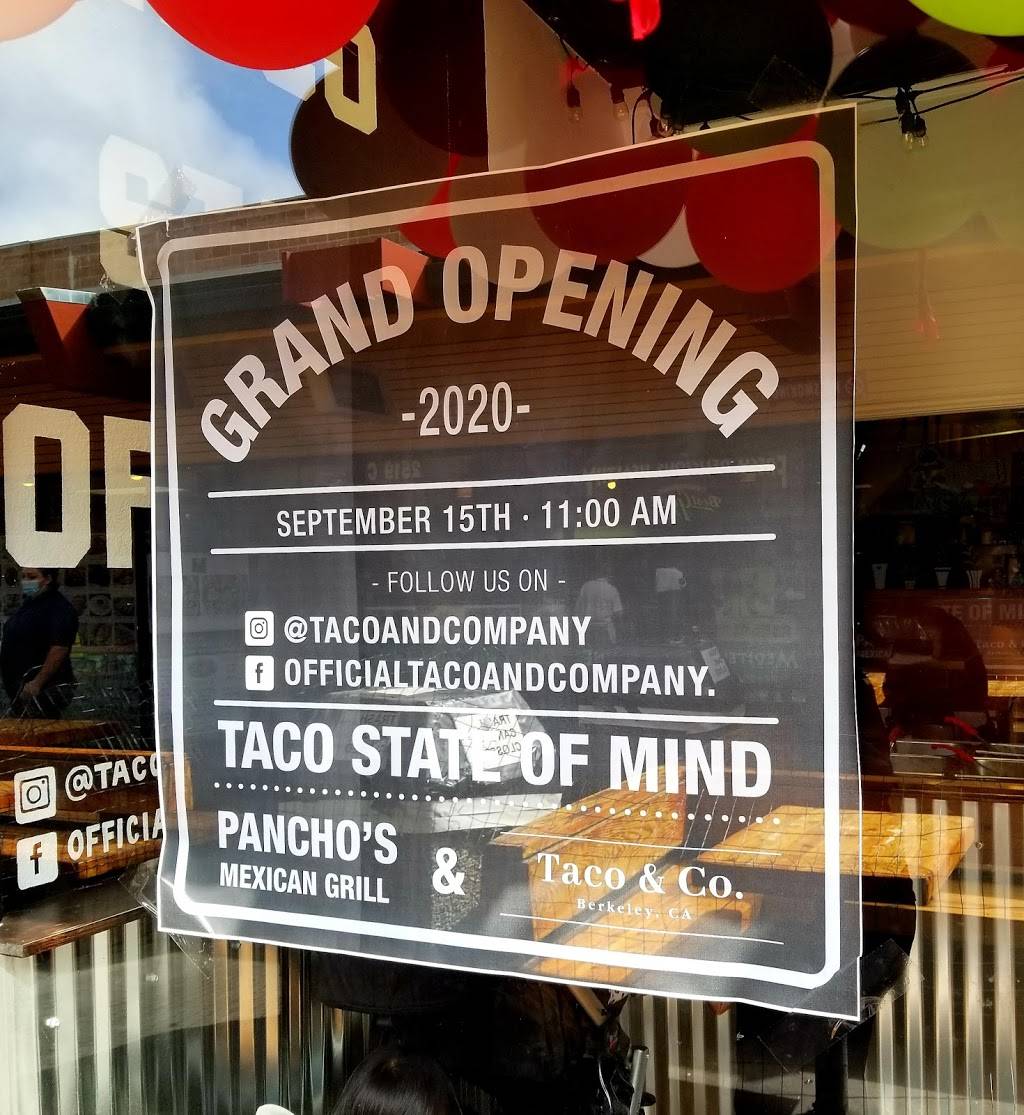 GRAND OPENING
-2020-
SEPTEMBER 15TH · 11:00 AM
- FOLLOW US ON -
@TACOANDCOMPANY
OFFICIALTACOANDCOMPANY.
TACO STATE OF MIND
PANCHO'S
MEXICAN GRILL
&
Taco & Co.
Berkeley, CA
@TACO
OFFICIA